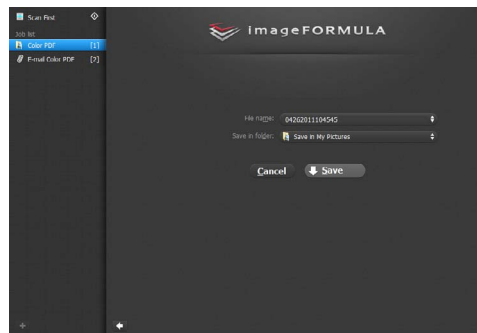 Scan First
Job list
Color PDF [1]
E-mail Color PDF [2]
imageFORMULA
File name: 04262011104545
Save in folder: Save in My Pictures
Cancel Save